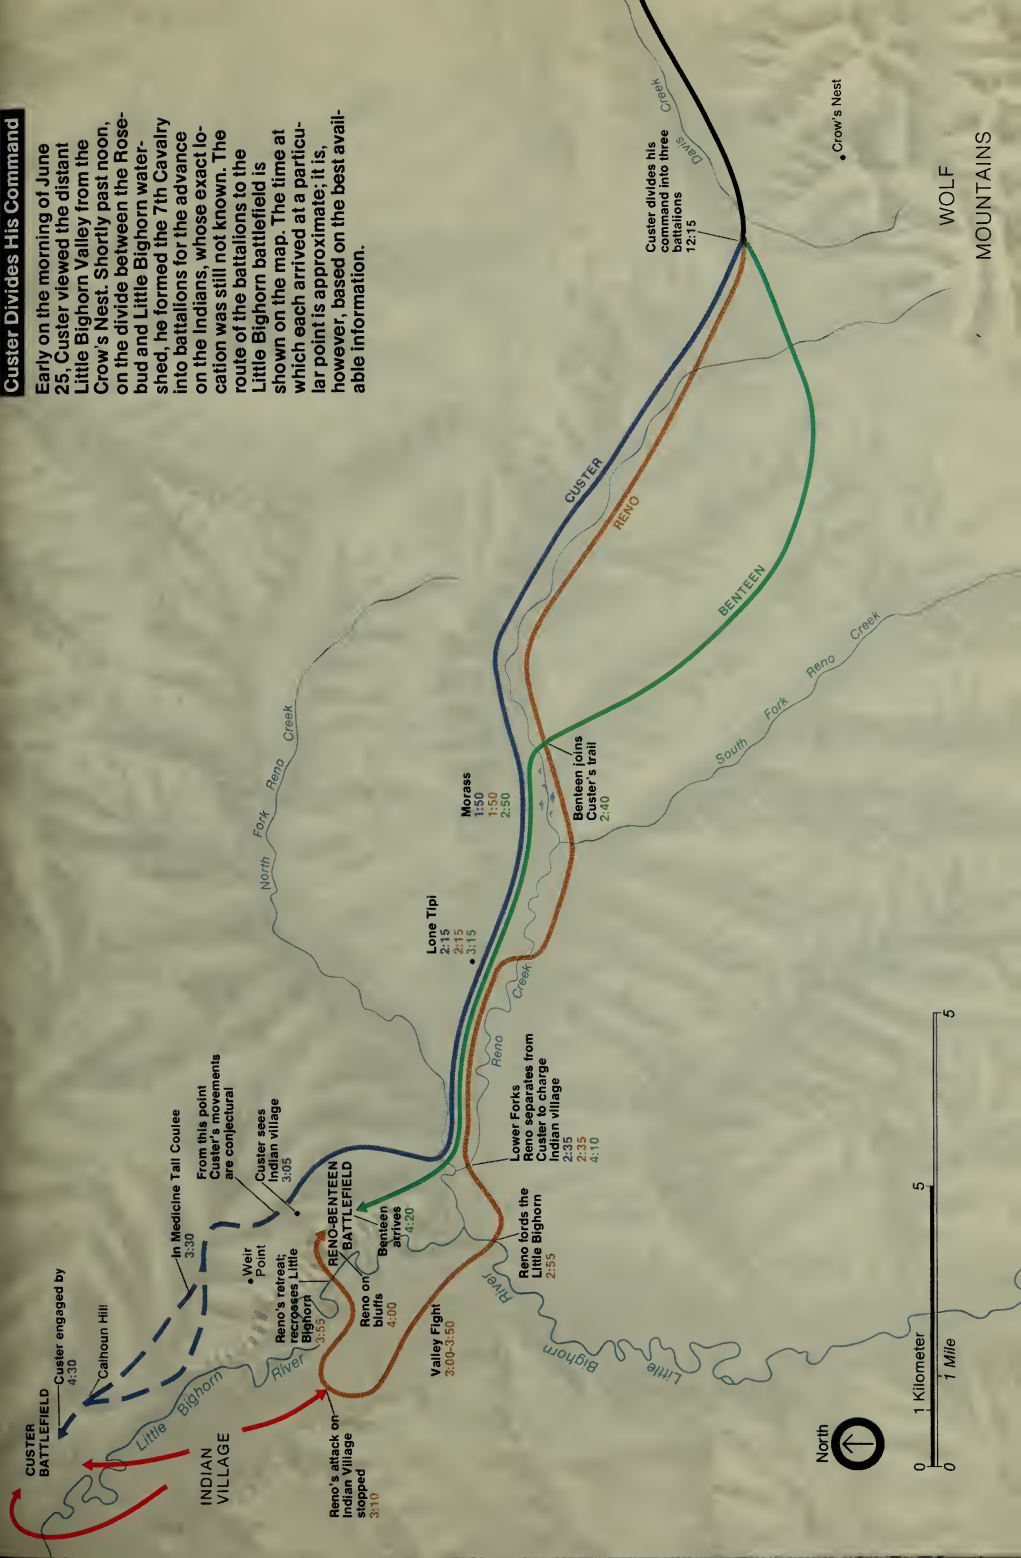 Custer Divides His Command
Early on the morning of June
25, Custer viewed the distant
Little Bighorn Valley from the
Crow's Nest. Shortly past noon,
on the divide between the Rose-
bud and Little Bighorn water-
shed, he formed the 7th Cavalry
into battalions for the advance
on the Indians, whose exact lo-
cation was still not known. The
route of the battalions to the
Little Bighorn battlefield is
shown on the map. The time at
which each arrived at a particu-
lar point is approximate; it is,
however, based on the best avail-
able information.
CUSTER
BATTLEFIELD
Custer engaged by
4:30
Calhoun Hill
In Medicine Tail Coulee
3:30
From this point
Custer's movements
are conjectural
Custer sees
Indian village
3:05
Weir
Point
Reno's retreat;
recrosses Little
Bighorn
3:55
RENO-BENTEEN
BATTLEFIELD
Reno on
bluffs
4:00
Benteen
arrives
4:20
Little Bighorn River
INDIAN
VILLAGE
Reno's attack on
Indian Village
stopped
3:10
Valley Fight
3:00-3:50
Reno fords the
Little Bighorn
2:55
Little Bighorn River
Lower Forks
Reno separates from
Custer to charge
Indian village
2:35
2:35
4:10
Reno Creek
Lone Tipi
2:15
2:15
3:15
North Fork Reno Creek
Morass
1:50
1:50
2:50
Benteen joins
Custer's trail
2:40
South Fork Reno Creek
CUSTER
RENO
BENTEEN
Custer divides his
command into three
battalions
12:15
Davis Creek
Crow's Nest
WOLF
MOUNTAINS
North
0 1 Kilometer 5
0 1 Mile 5